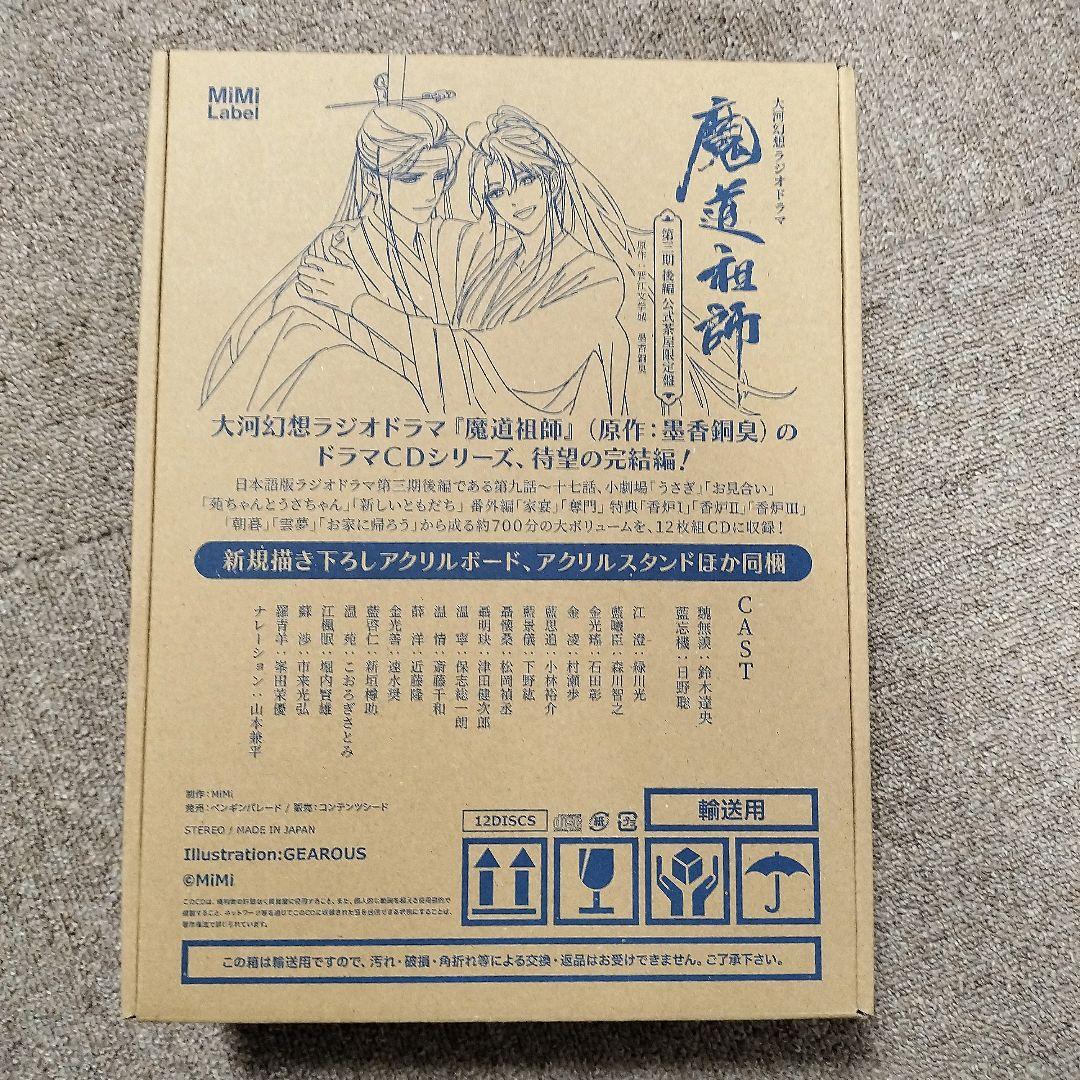 MiMi
Label
大河幻想ラジオドラマ
魔道祖師
第三期 後編 公式茶屋限定盤
原作：晋江文学城 墨香銅臭
大河幻想ラジオドラマ『魔道祖師』（原作：墨香銅臭）の
ドラマCDシリーズ、待望の完結編！
日本語版ラジオドラマ第三期後編である第九話〜十七話、小劇場「うさぎ」「お見合い」
「苑ちゃんとうさちゃん」「新しいともだち」 番外編「家宴」「奪門」 特典「香炉Ⅰ」「香炉Ⅱ」「香炉Ⅲ」
「朝暮」「雲夢」「お家に帰ろう」から成る約700分の大ボリュームを、12枚組CDに収録！
新規描き下ろしアクリルボード、アクリルスタンドほか同梱
CAST
魏無羨：鈴木達央
藍忘機：日野聡
江 澄：緑川光
藍曦臣：森川智之
金光瑤：石田彰
金 凌：村瀬歩
藍思追：小林裕介
藍景儀：下野紘
聶懐桑：松岡禎丞
聶明玦：津田健次郎
温 寧：保志総一朗
温 情：斎藤千和
薛 洋：近藤隆
金光善：速水奨
藍啓仁：新垣樽助
温 苑：こおろぎさとみ
江楓眠：堀内賢雄
蘇 渉：市来光弘
羅青羊：峯田茉優
ナレーション：山本兼平
制作：MiMi
発売：ペンギンパレード / 販売：コンテンツシード
STEREO / MADE IN JAPAN
Illustration:GEAROUS
©MiMi
12DISCS
輸送用
この箱は輸送用ですので、汚れ・破損・角折れ等による交換・返品はお受けできません。ご了承下さい。